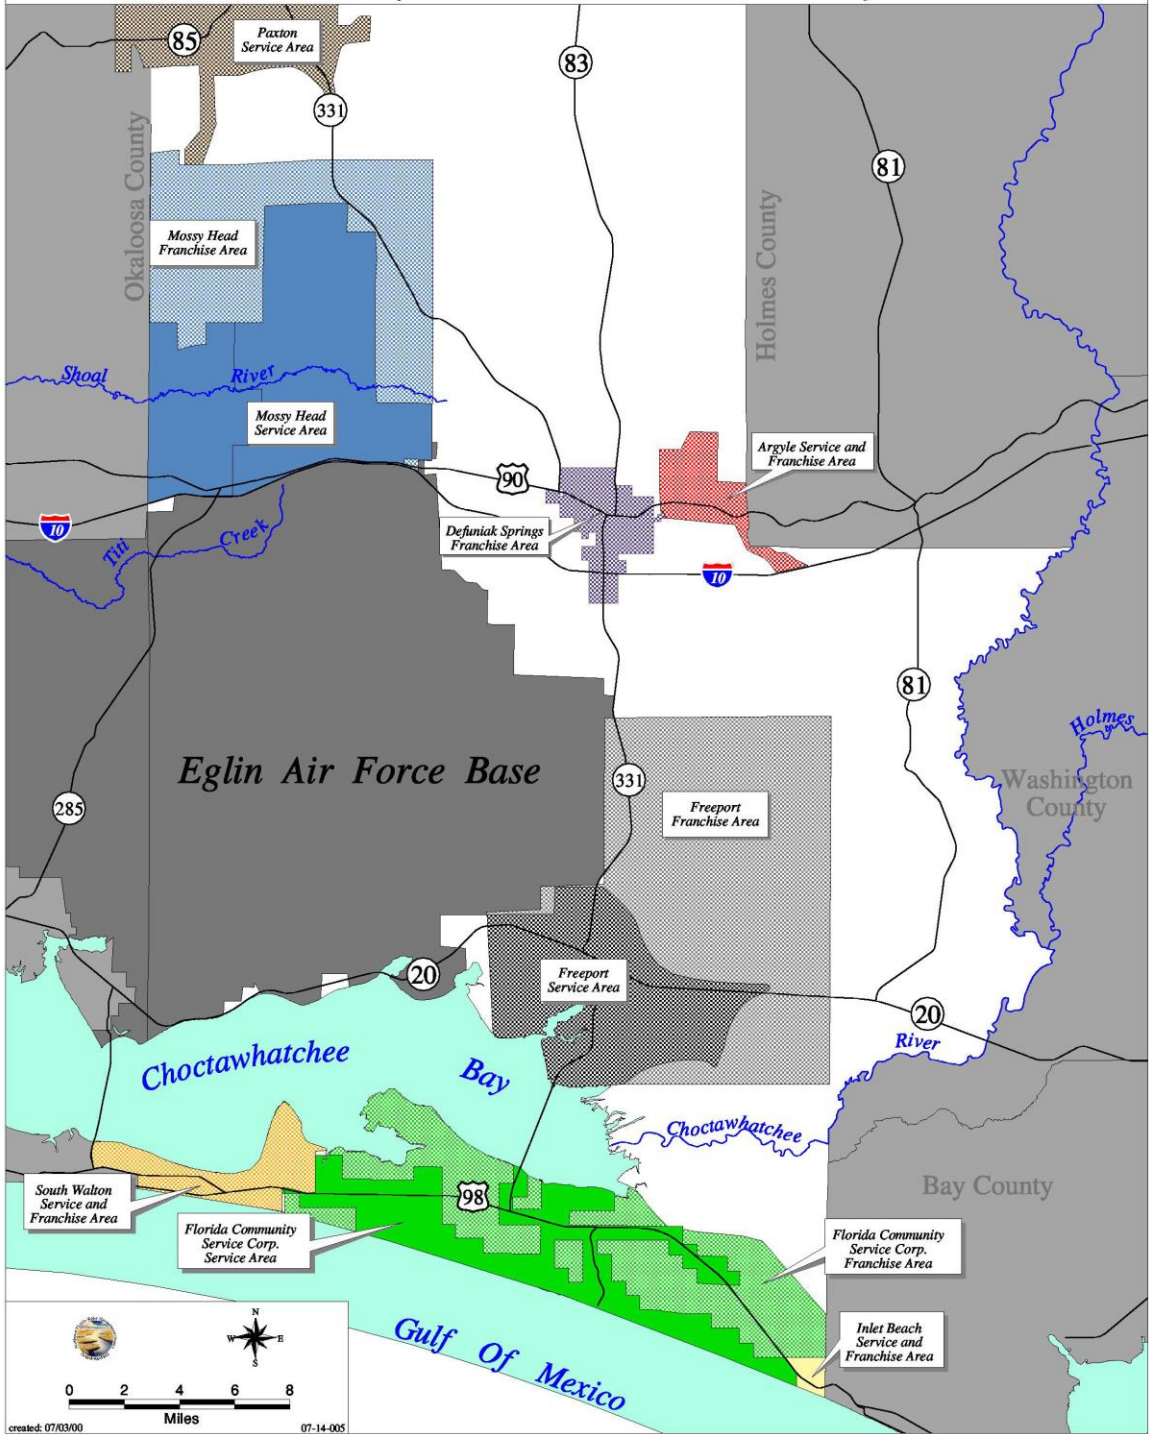 85
Paxton
Service Area
331
83
81
Okaloosa County
Holmes County
Mossy Head
Franchise Area
Shoal River
Mossy Head
Service Area
Argyle Service and
Franchise Area
90
Defuniak Springs
Franchise Area
10
Titi Creek
10
81
Holmes
Eglin Air Force Base
331
Washington
County
285
Freeport
Franchise Area
20
Freeport
Service Area
20
River
Choctawhatchee Bay
Choctawhatchee
South Walton
Service and
Franchise Area
98
Bay County
Florida Community
Service Corp.
Service Area
Florida Community
Service Corp.
Franchise Area
Inlet Beach
Service and
Franchise Area
Gulf Of Mexico
N
W E
S
0 2 4 6 8
Miles
created: 07/03/00
07-14-005